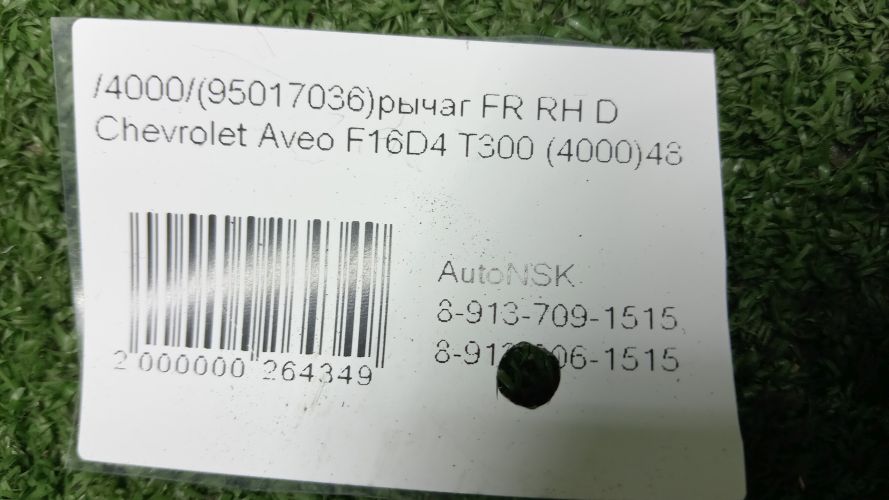 /4000/(95017036)рычаг FR RH D
Chevrolet Aveo F16D4 T300 (4000)48
AutoNSK
8-913-709-1515,
2 000000 264349